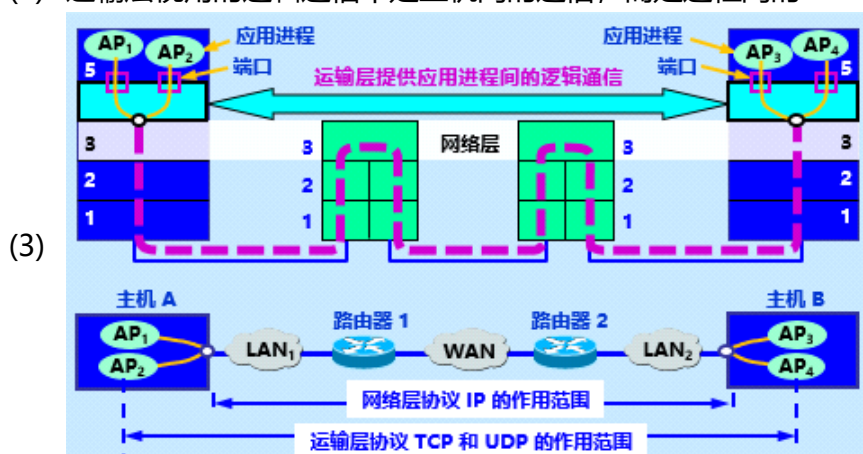 AP1 AP2 应用进程 应用进程 AP3 AP4
5 端口 运输层提供应用进程间的逻辑通信 端口 5
3 3 网络层 3 3
2 2 2 2
1 1 1 1
(3)
主机 A 主机 B
路由器 1 路由器 2
AP1 AP3
LAN1 WAN LAN2
AP2 AP4
网络层协议 IP 的作用范围
运输层协议 TCP 和 UDP 的作用范围